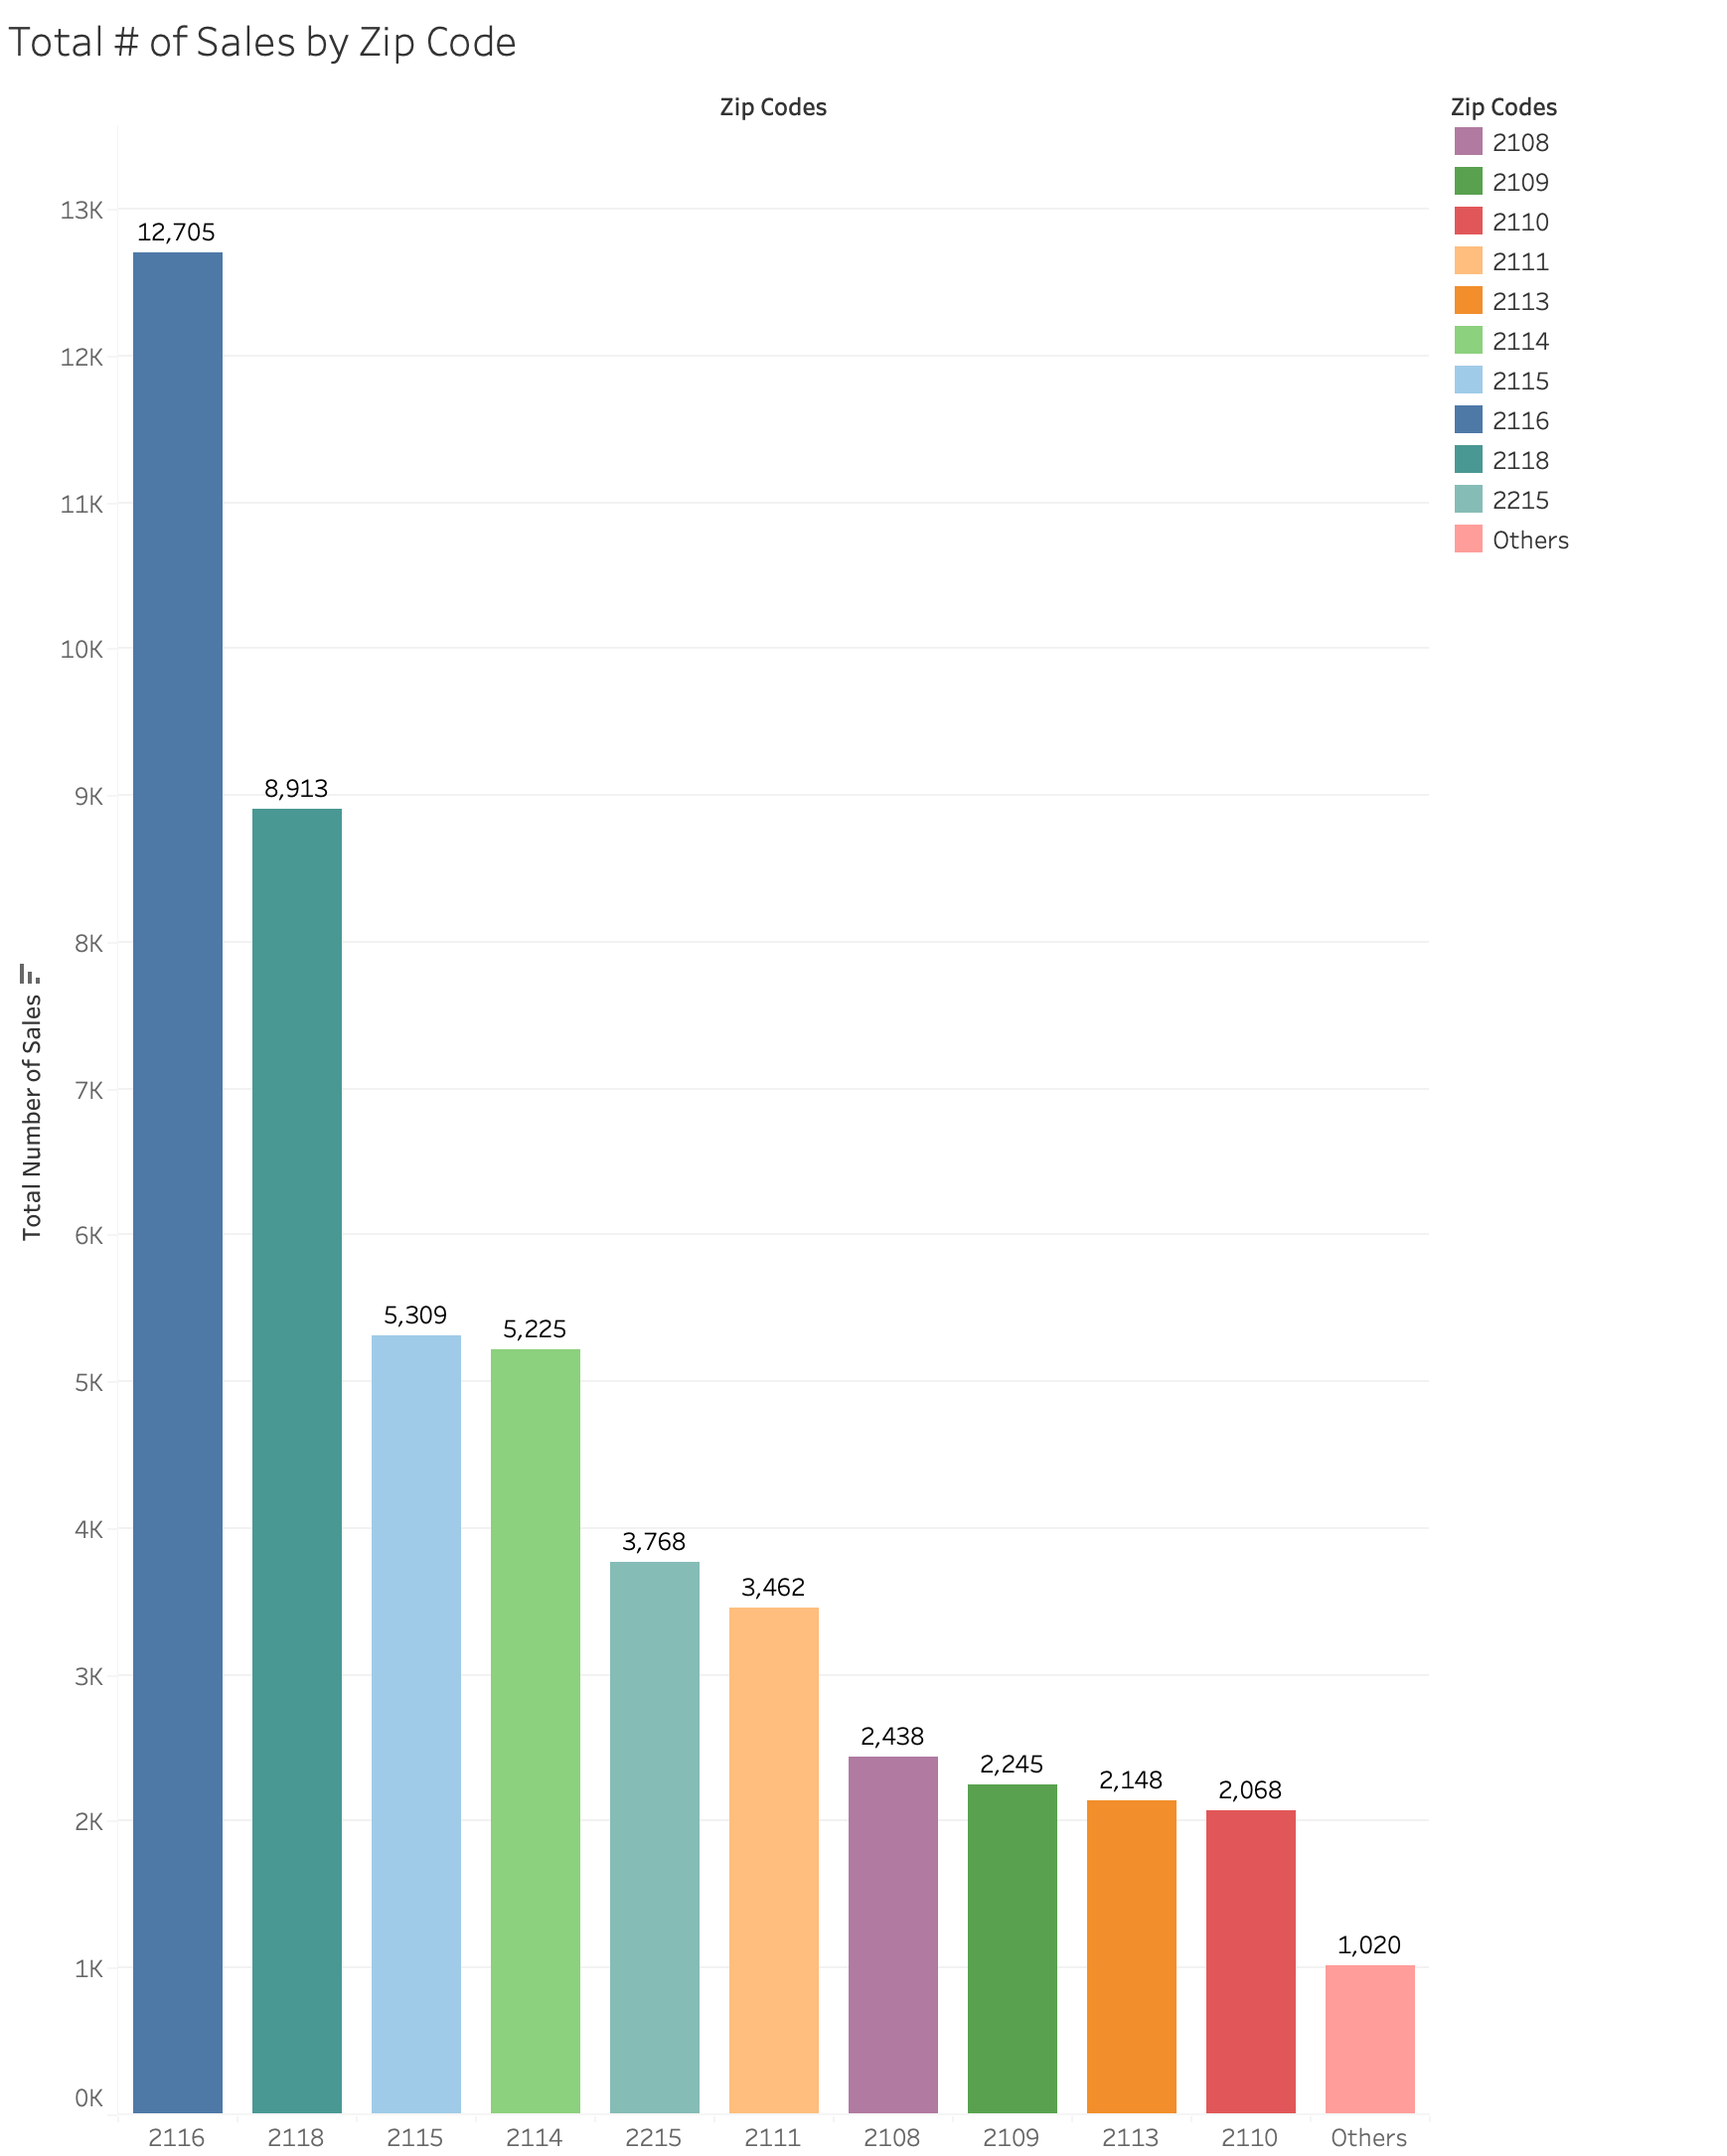 Total # of Sales by Zip Code
Zip Codes
Zip Codes
2108
2109
2110
2111
2113
2114
2115
2116
2118
2215
Others
Total Number of Sales
13K
12K
11K
10K
9K
8K
7K
6K
5K
4K
3K
2K
1K
0K
12,705
8,913
5,309
5,225
3,768
3,462
2,438
2,245
2,148
2,068
1,020
2116 2118 2115 2114 2215 2111 2108 2109 2113 2110 Others